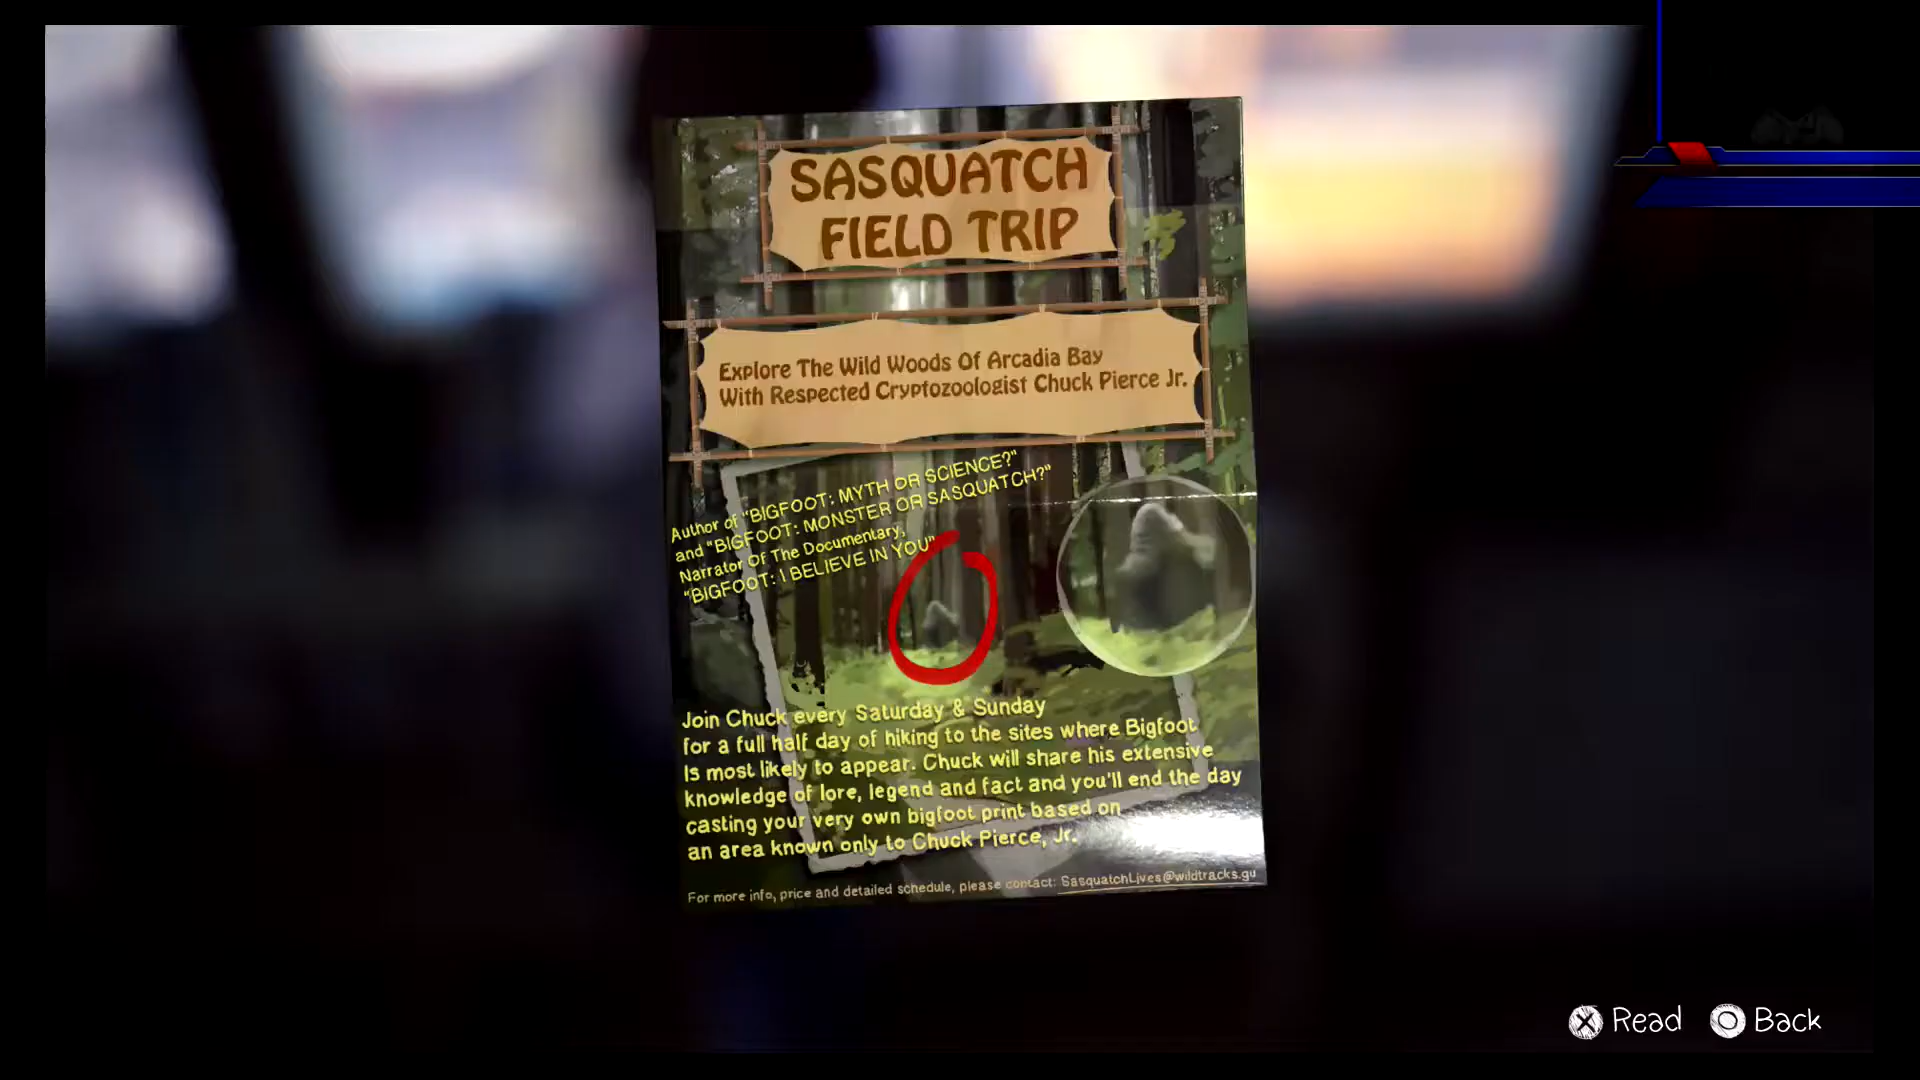 SASQUATCH
FIELD TRIP
Explore The Wild Woods Of Arcadia Bay
With Respected Cryptozoologist Chuck Pierce Jr.
Author of "BIGFOOT: MYTH OR SCIENCE?"
and "BIGFOOT: MONSTER OR SASQUATCH?"
Narrator Of The Documentary,
"BIGFOOT: I BELIEVE IN YOU"
Join Chuck every Saturday & Sunday
for a full half day of hiking to the sites where Bigfoot
Is most likely to appear. Chuck will share his extensive
knowledge of lore, legend and fact and you'll end the day
casting your very own bigfoot print based on
an area known only to Chuck Pierce, Jr.
For more info, price and detailed schedule, please contact: SasquatchLives@wildtracks.gu
Read Back